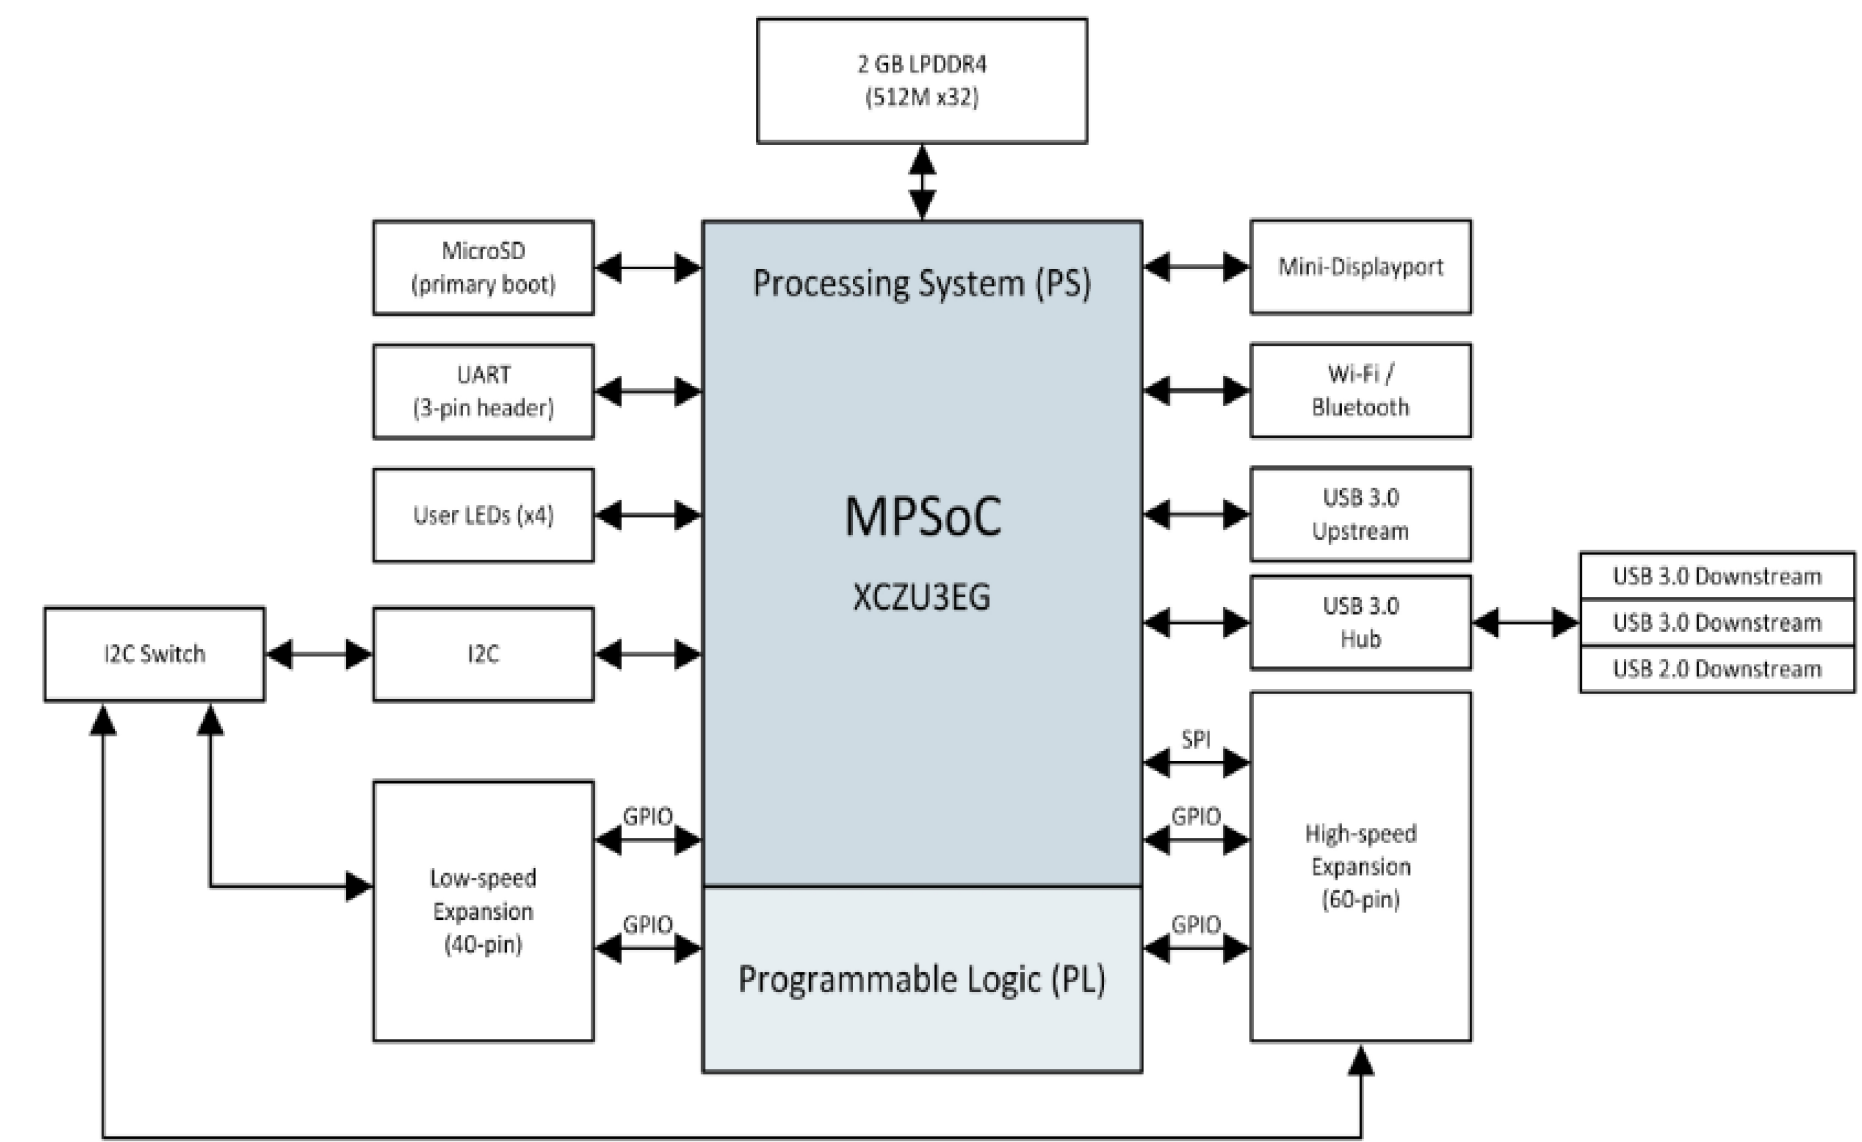 2 GB LPDDR4
(512M x32)
MicroSD
(primary boot)
Processing System (PS)
Mini-Displayport
UART
(3-pin header)
Wi-Fi /
Bluetooth
User LEDs (x4)
MPSoC
XCZU3EG
USB 3.0
Upstream
USB 3.0
Hub
USB 3.0 Downstream
USB 3.0 Downstream
USB 2.0 Downstream
I2C Switch
I2C
SPI
GPIO
GPIO
Low-speed
Expansion
(40-pin)
High-speed
Expansion
(60-pin)
GPIO
GPIO
Programmable Logic (PL)